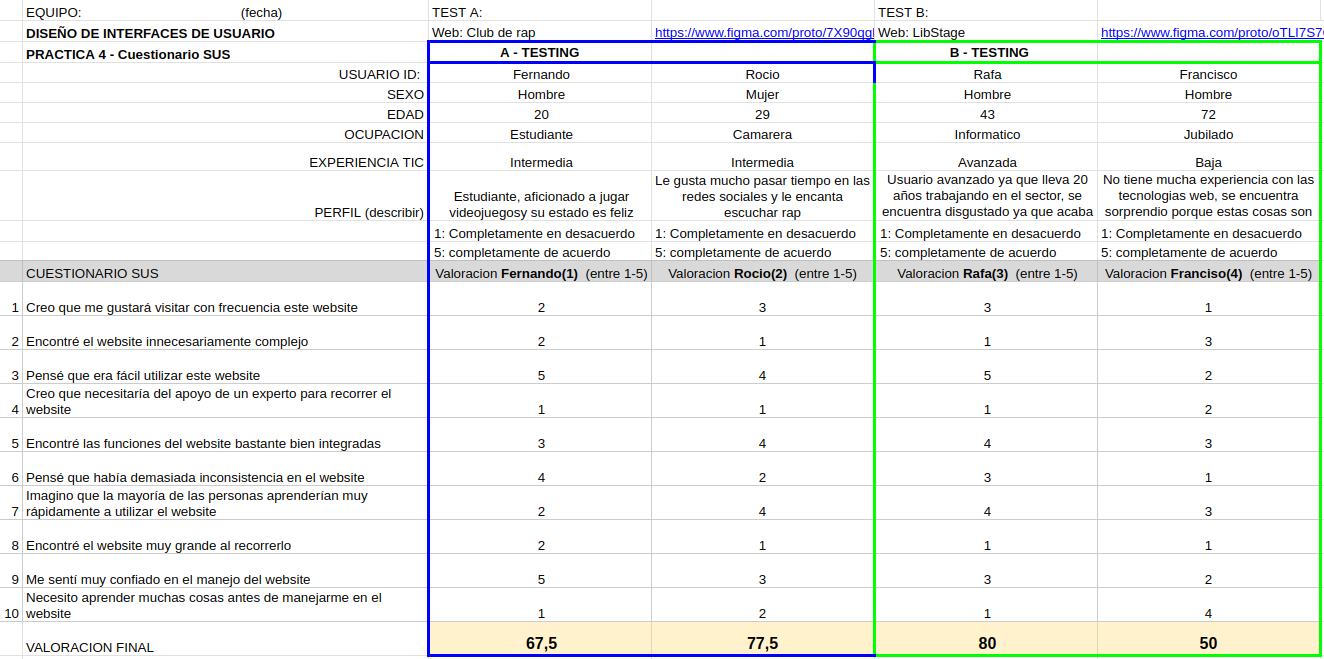 EQUIPO: (fecha) TEST A: TEST B:
DISEÑO DE INTERFACES DE USUARIO Web: Club de rap https://www.figma.com/proto/7X90qg Web: LibStage https://www.figma.com/proto/oTLI7S7
PRACTICA 4 - Cuestionario SUS A - TESTING B - TESTING
USUARIO ID: Fernando Rocio Rafa Francisco
SEXO Hombre Mujer Hombre Hombre
EDAD 20 29 43 72
OCUPACION Estudiante Camarera Informatico Jubilado
EXPERIENCIA TIC Intermedia Intermedia Avanzada Baja
PERFIL (describir)
Estudiante, aficionado a jugar
videojuegosy su estado es feliz
Le gusta mucho pasar tiempo en las
redes sociales y le encanta
escuchar rap
Usuario avanzado ya que lleva 20
años trabajando en el sector, se
encuentra disgustado ya que acaba
No tiene mucha experiencia con las
tecnologias web, se encuentra
sorprendio porque estas cosas son
1: Completamente en desacuerdo 1: Completamente en desacuerdo 1: Completamente en desacuerdo 1: Completamente en desacuerdo
5: completamente de acuerdo 5: completamente de acuerdo 5: completamente de acuerdo 5: completamente de acuerdo
CUESTIONARIO SUS Valoracion Fernando(1) (entre 1-5) Valoracion Rocio(2) (entre 1-5) Valoracion Rafa(3) (entre 1-5) Valoracion Franciso(4) (entre 1-5)
1 Creo que me gustará visitar con frecuencia este website 2 3 3 1
2 Encontré el website innecesariamente complejo 2 1 1 3
3 Pensé que era fácil utilizar este website 5 4 5 2
Creo que necesitaría del apoyo de un experto para recorrer el
4 website 1 1 1 2
5 Encontré las funciones del website bastante bien integradas 3 4 4 3
6 Pensé que había demasiada inconsistencia en el website 4 2 3 1
Imagino que la mayoría de las personas aprenderían muy
7 rápidamente a utilizar el website 2 4 4 3
8 Encontré el website muy grande al recorrerlo 2 1 1 1
9 Me sentí muy confiado en el manejo del website 5 3 3 2
Necesito aprender muchas cosas antes de manejarme en el
10 website 1 2 1 4
VALORACION FINAL 67,5 77,5 80 50